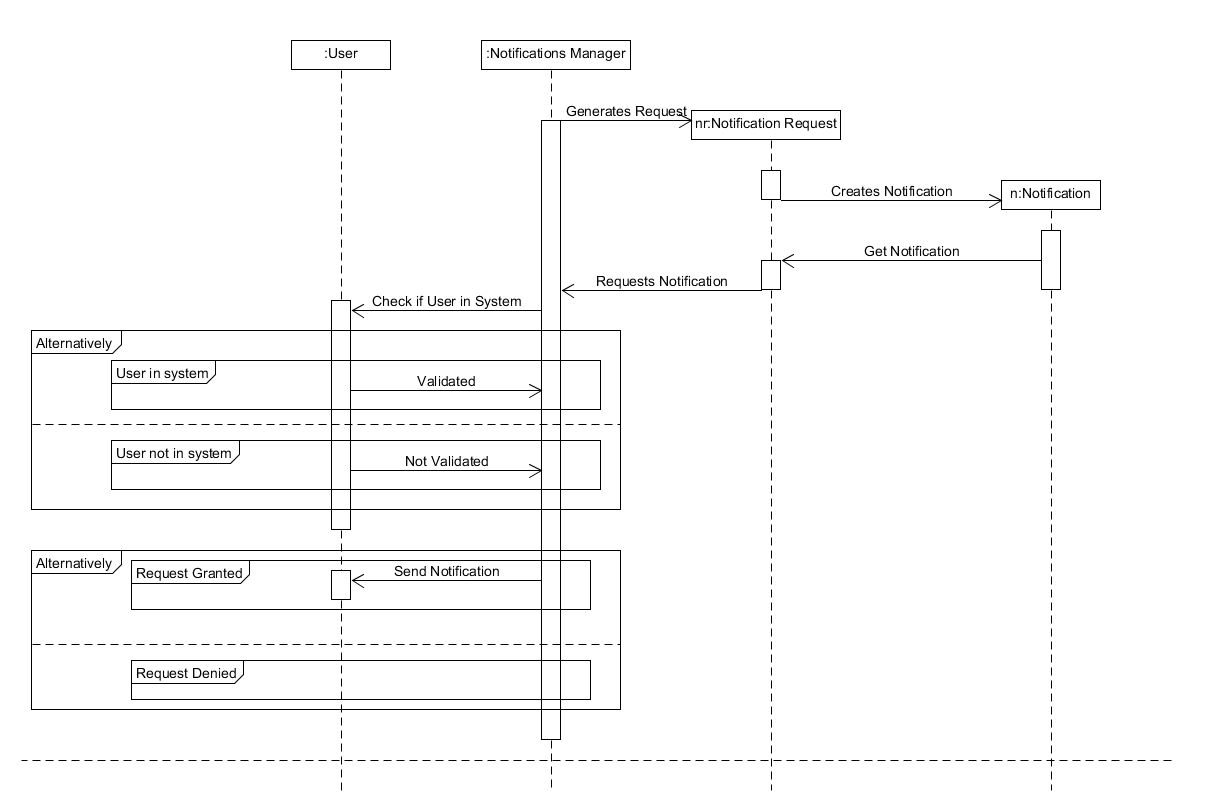 :User
:Notifications Manager
Generates Request
nr:Notification Request
Creates Notification
n:Notification
Get Notification
Requests Notification
Check if User in System
Alternatively
User in system
Validated
User not in system
Not Validated
Alternatively
Request Granted
Send Notification
Request Denied